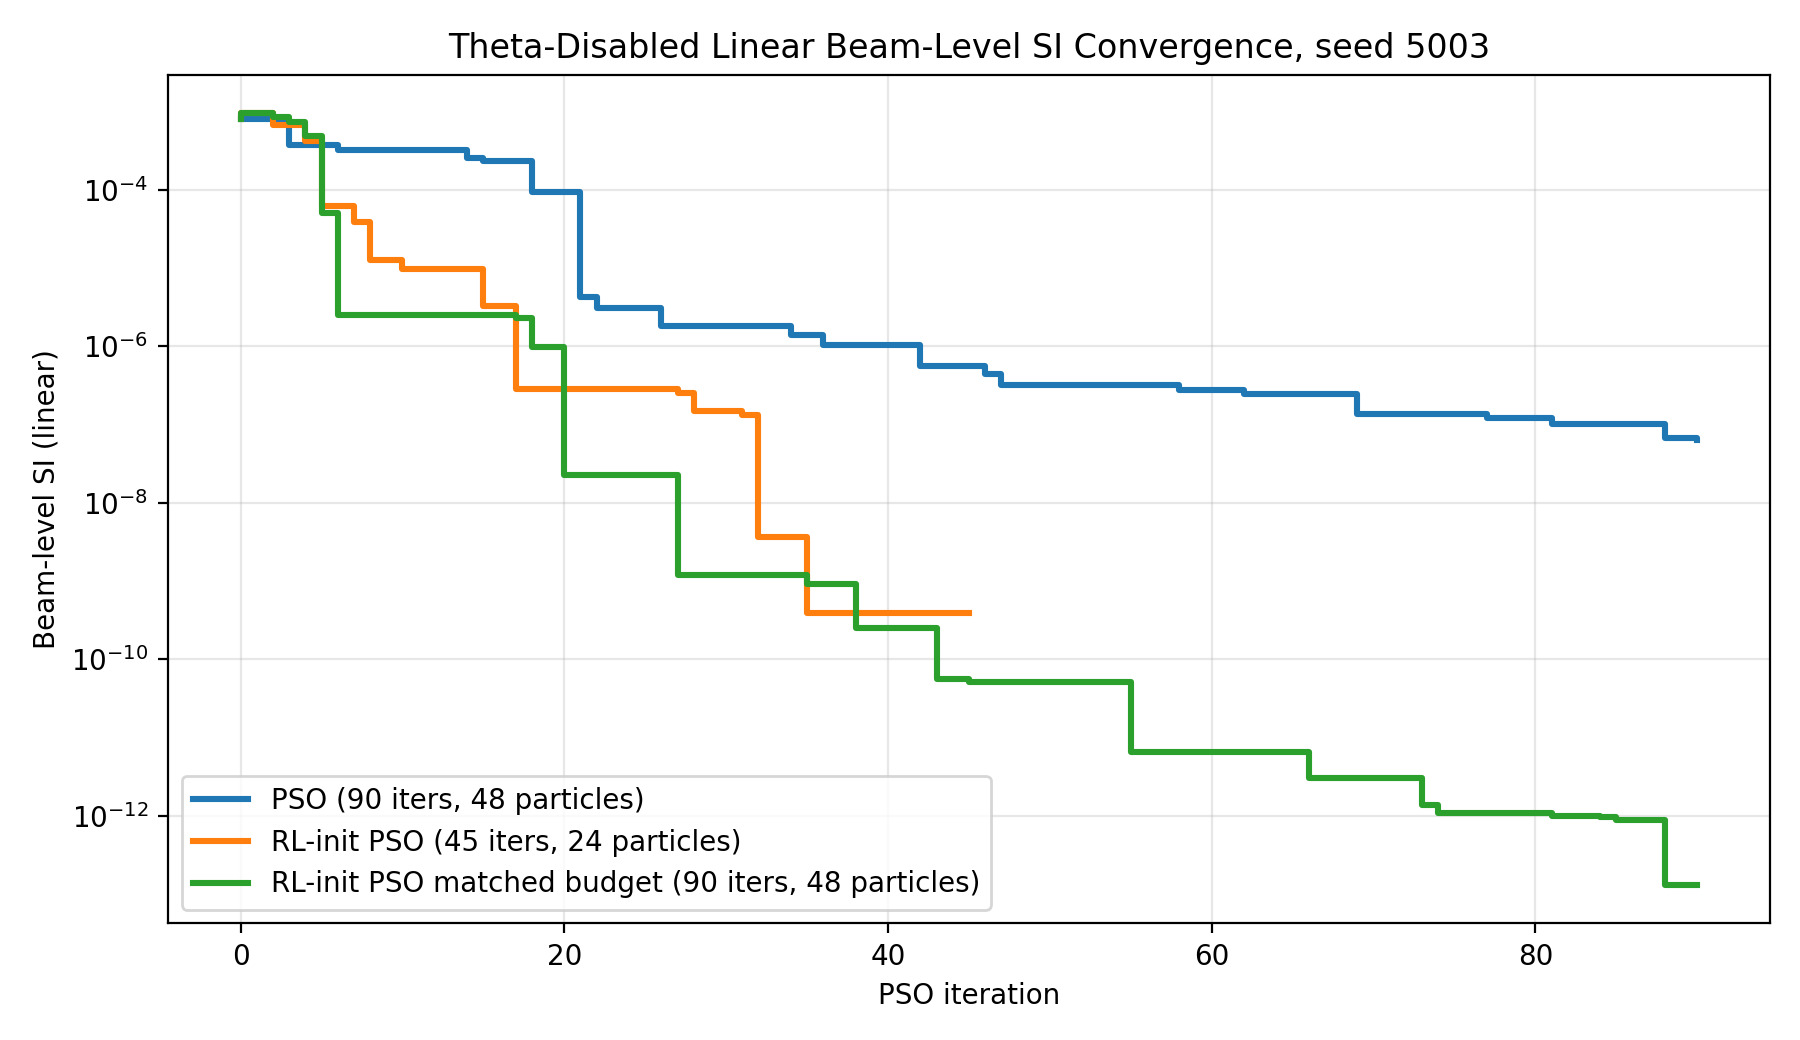 Theta-Disabled Linear Beam-Level SI Convergence, seed 5003
Beam-level SI (linear)
10⁻⁴
10⁻⁶
10⁻⁸
10⁻¹⁰
10⁻¹²
PSO (90 iters, 48 particles)
RL-init PSO (45 iters, 24 particles)
RL-init PSO matched budget (90 iters, 48 particles)
0 20 40 60 80
PSO iteration